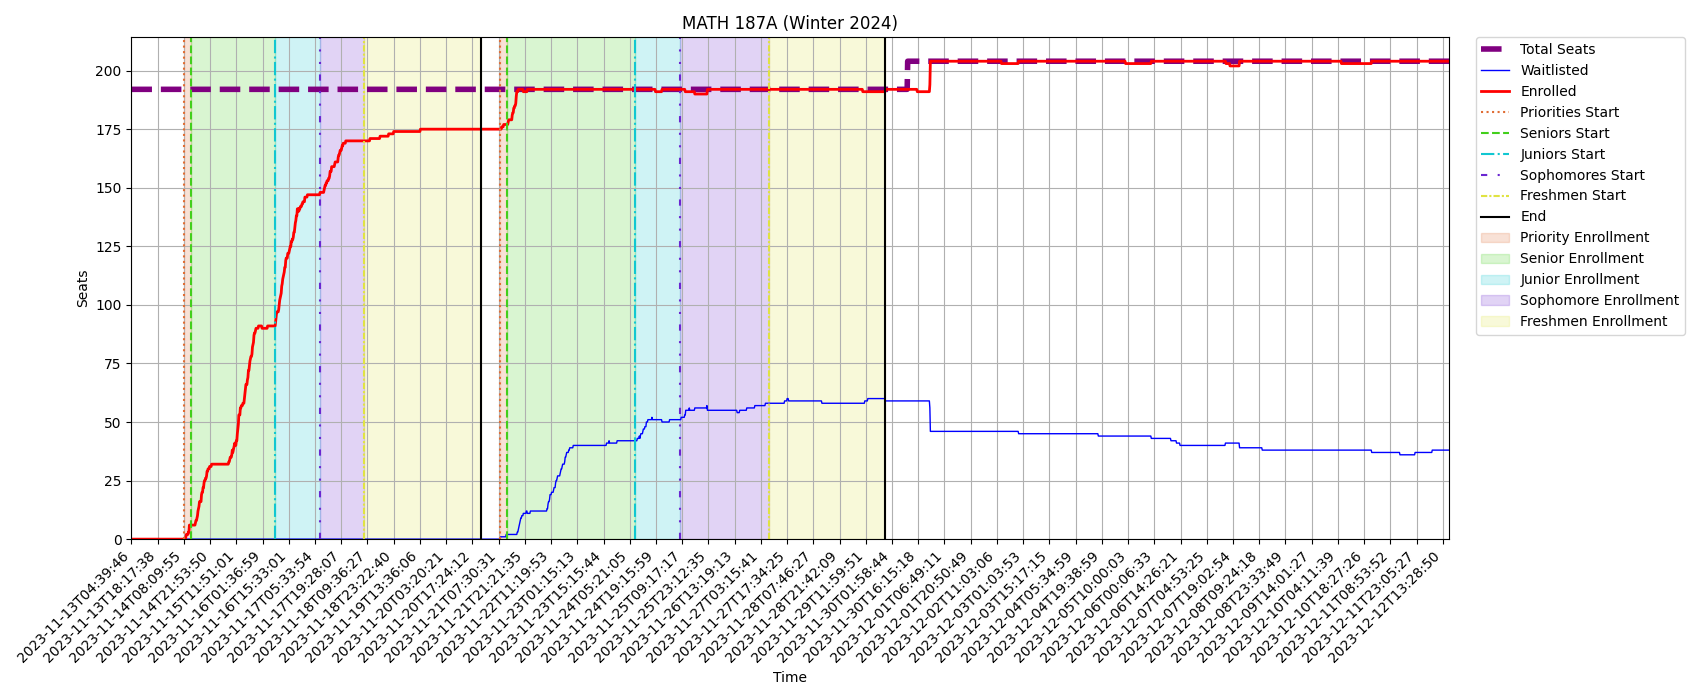 MATH 187A (Winter 2024)
Seats
200
175
150
125
100
75
50
25
0
2023-11-13T04:39:46
2023-11-13T18:17:38
2023-11-14T08:09:55
2023-11-14T21:53:50
2023-11-15T11:51:01
2023-11-16T01:36:59
2023-11-16T15:33:01
2023-11-17T05:33:54
2023-11-17T19:28:07
2023-11-18T09:36:27
2023-11-18T23:22:40
2023-11-19T13:36:06
2023-11-20T03:20:21
2023-11-20T17:24:12
2023-11-21T07:30:31
2023-11-21T21:21:35
2023-11-22T11:19:53
2023-11-23T01:15:13
2023-11-23T15:15:44
2023-11-24T05:21:05
2023-11-24T19:15:59
2023-11-25T09:17:17
2023-11-25T23:12:35
2023-11-26T13:19:13
2023-11-27T03:15:41
2023-11-27T17:34:25
2023-11-28T07:46:27
2023-11-28T21:42:09
2023-11-29T11:59:51
2023-11-30T01:58:44
2023-11-30T16:15:18
2023-12-01T06:49:11
2023-12-01T20:50:49
2023-12-02T11:03:06
2023-12-03T01:03:53
2023-12-03T15:17:15
2023-12-04T05:34:59
2023-12-04T19:38:59
2023-12-05T10:00:03
2023-12-06T00:06:33
2023-12-06T14:26:21
2023-12-07T04:53:25
2023-12-07T19:02:54
2023-12-08T09:24:18
2023-12-08T23:33:49
2023-12-09T14:01:27
2023-12-10T04:11:39
2023-12-10T18:27:26
2023-12-11T08:53:52
2023-12-11T23:05:27
2023-12-12T13:28:50
Time
Total Seats
Waitlisted
Enrolled
Priorities Start
Seniors Start
Juniors Start
Sophomores Start
Freshmen Start
End
Priority Enrollment
Senior Enrollment
Junior Enrollment
Sophomore Enrollment
Freshmen Enrollment